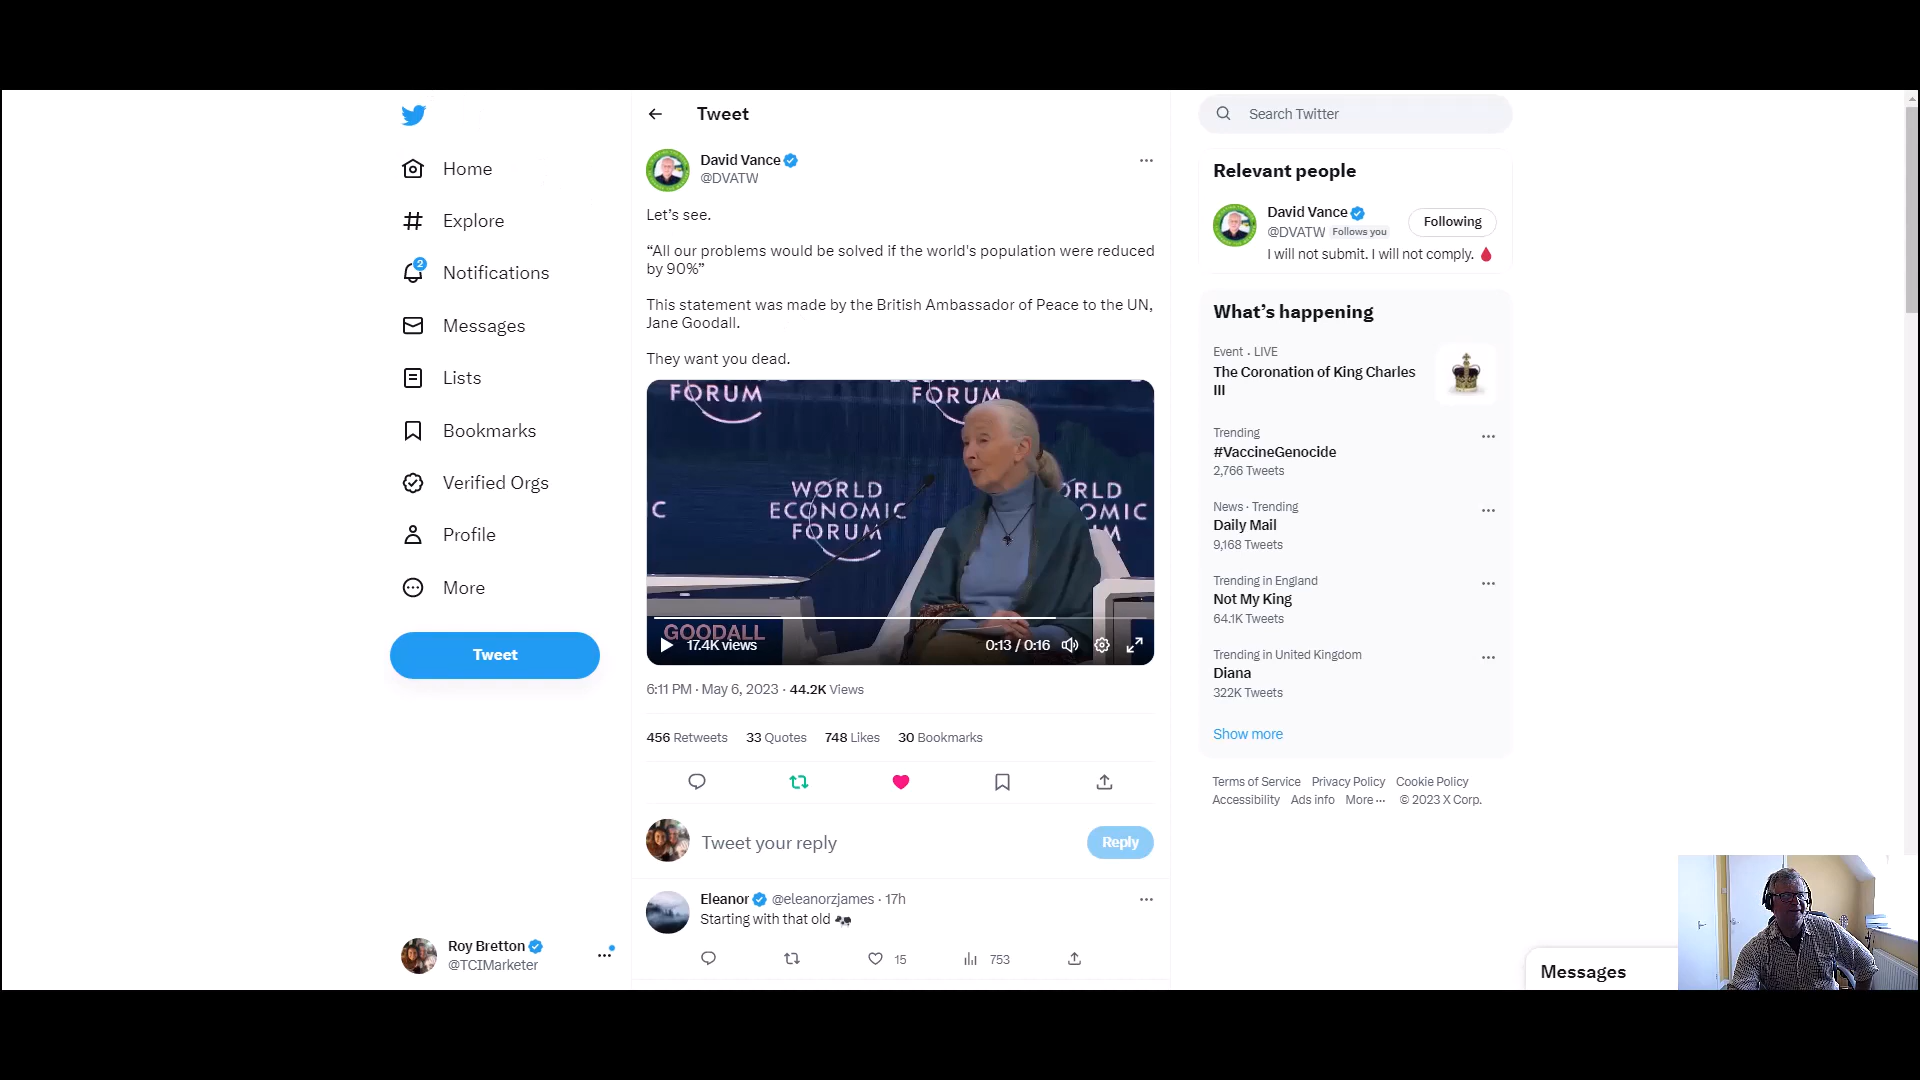 Home
Explore
2
Notifications
Messages
Lists
Bookmarks
Verified Orgs
Profile
More
Tweet
Roy Bretton
@TCIMarketer
Tweet
David Vance
@DVATW
Let’s see.
“All our problems would be solved if the world's population were reduced
by 90%”
This statement was made by the British Ambassador of Peace to the UN,
Jane Goodall.
They want you dead.
FORUM
ECONOMIC
FORUM
WORLD
ECONOMIC
FORUM
C
ORLD
OMIC
GOODALL
17.4K views
0:13 / 0:16
6:11 PM · May 6, 2023 · 44.2K Views
456 Retweets 33 Quotes 748 Likes 30 Bookmarks
Tweet your reply
Reply
Eleanor @eleanorzjames · 17h
Starting with that old
15
753
Search Twitter
Relevant people
David Vance
@DVATW Follows you
Following
I will not submit. I will not comply.
What’s happening
Event · LIVE
The Coronation of King Charles
III
Trending
#VaccineGenocide
2,766 Tweets
News · Trending
Daily Mail
9,168 Tweets
Trending in England
Not My King
64.1K Tweets
Trending in United Kingdom
Diana
322K Tweets
Show more
Terms of Service Privacy Policy Cookie Policy
Accessibility Ads info More ··· © 2023 X Corp.
Messages